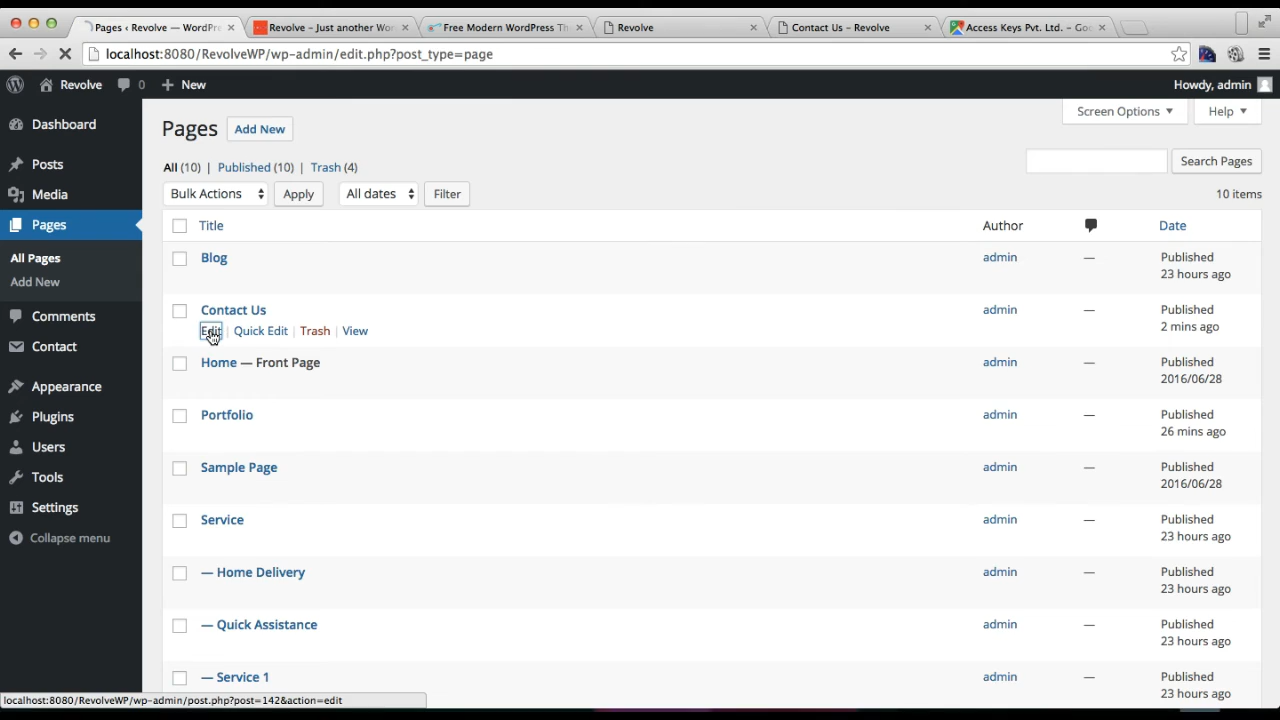 Pages ‹ Revolve — WordPre
Revolve – Just another Wor
Free Modern WordPress Th
Revolve
Contact Us – Revolve
Access Keys Pvt. Ltd. – Goo
localhost:8080/RevolveWP/wp-admin/edit.php?post_type=page
Revolve
0
New
Howdy, admin
Dashboard
Posts
Media
Pages
All Pages
Add New
Comments
Contact
Appearance
Plugins
Users
Tools
Settings
Collapse menu
Screen Options
Help
Pages
Add New
All (10) | Published (10) | Trash (4)
Search Pages
Bulk Actions
Apply
All dates
Filter
10 items
Title
Author
Date
Blog
admin
—
Published
23 hours ago
Contact Us
Edit | Quick Edit | Trash | View
admin
—
Published
2 mins ago
Home — Front Page
admin
—
Published
2016/06/28
Portfolio
admin
—
Published
26 mins ago
Sample Page
admin
—
Published
2016/06/28
Service
admin
—
Published
23 hours ago
— Home Delivery
admin
—
Published
23 hours ago
— Quick Assistance
admin
—
Published
23 hours ago
— Service 1
admin
—
Published
23 hours ago
localhost:8080/RevolveWP/wp-admin/post.php?post=142&action=edit